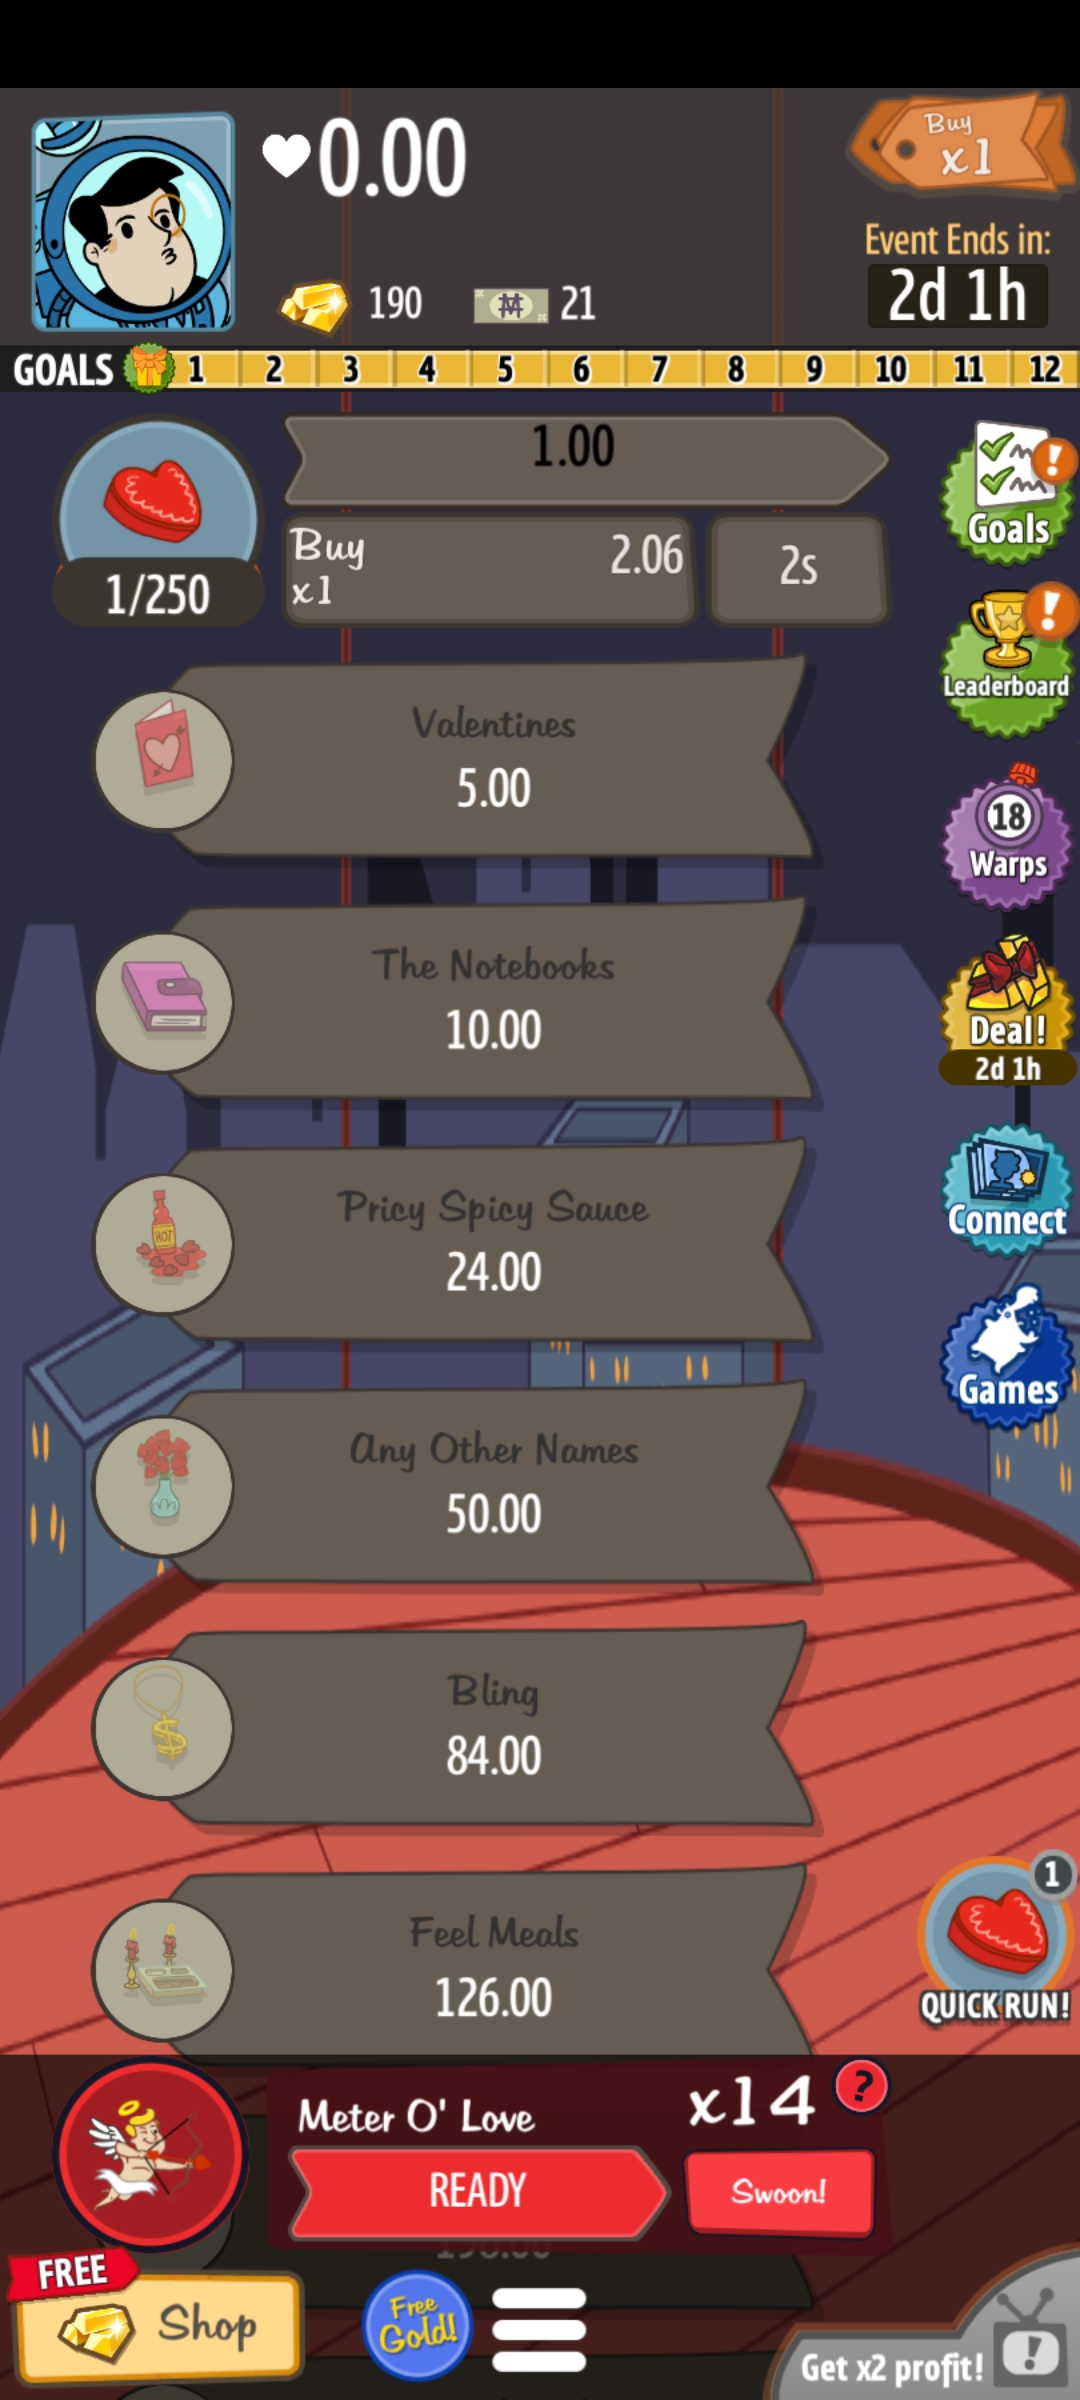 0.00
Buy
x1
190
21
Event Ends in:
2d 1h
GOALS 1 2 3 4 5 6 7 8 9 10 11 12
1.00
Buy
x1
2.06
2s
1/250
Goals
!
Leaderboard
!
Valentines
5.00
18
Warps
The Notebooks
10.00
Deal!
2d 1h
Pricy Spicy Sauce
24.00
HOT
Connect
Games
Any Other Names
50.00
Bling
84.00
$
Feel Meals
126.00
1
QUICK RUN!
Meter O' Love
x14
?
READY
Swoon!
FREE
Shop
Free
Gold!
Get x2 profit!
!